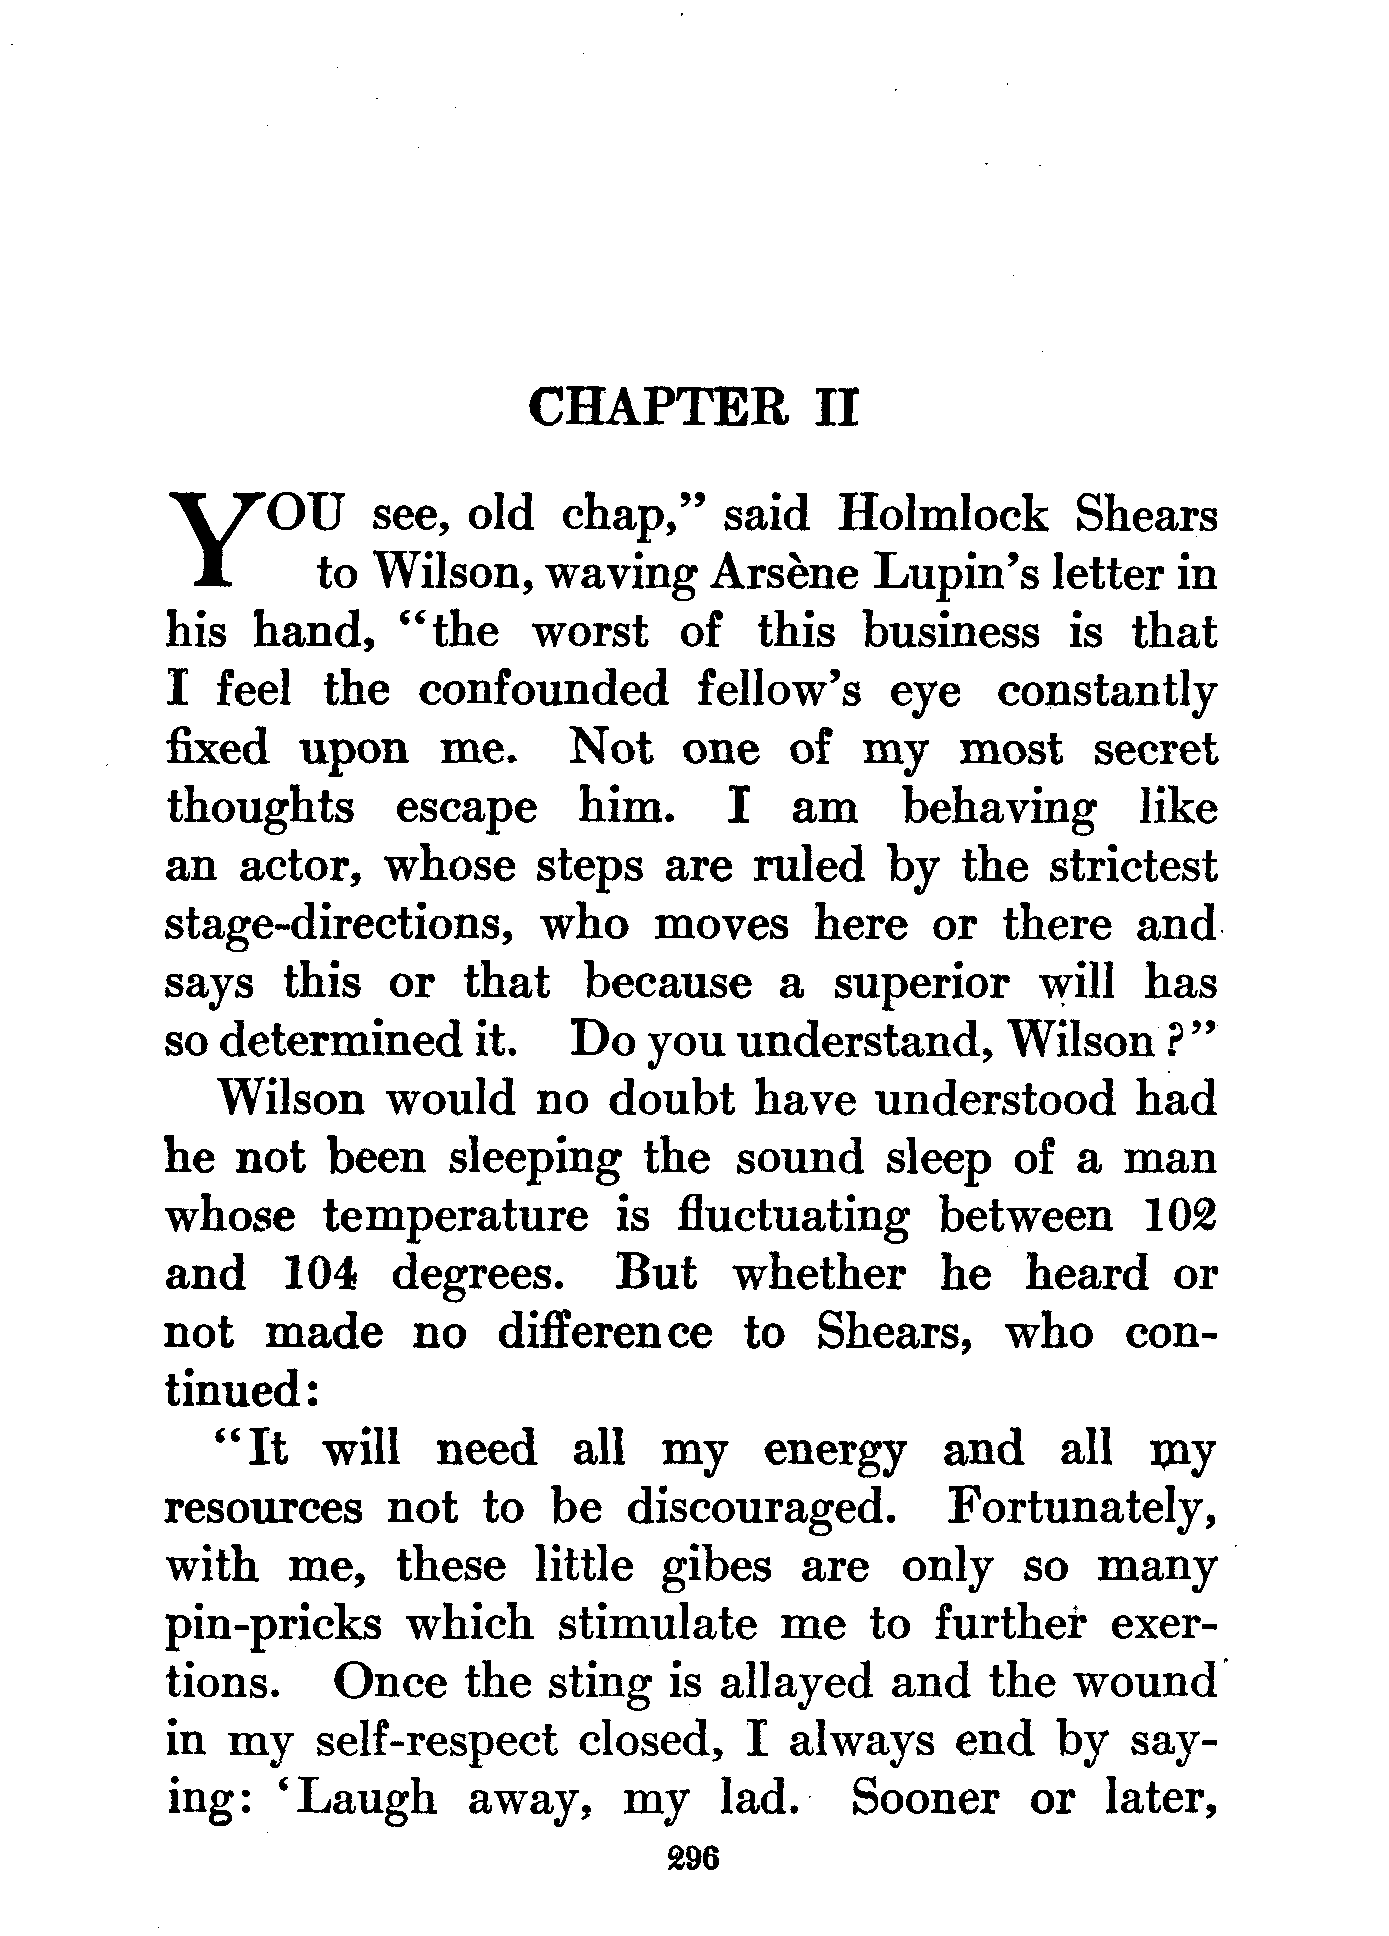 CHAPTER II
YOU see, old chap,” said Holmlock Shears
to Wilson, waving Arsène Lupin’s letter in
his hand, “the worst of this business is that
I feel the confounded fellow’s eye constantly
fixed upon me. Not one of my most secret
thoughts escape him. I am behaving like
an actor, whose steps are ruled by the strictest
stage-directions, who moves here or there and
says this or that because a superior will has
so determined it. Do you understand, Wilson?”
Wilson would no doubt have understood had
he not been sleeping the sound sleep of a man
whose temperature is fluctuating between 102
and 104 degrees. But whether he heard or
not made no difference to Shears, who con-
tinued:
“It will need all my energy and all my
resources not to be discouraged. Fortunately,
with me, these little gibes are only so many
pin-pricks which stimulate me to further exer-
tions. Once the sting is allayed and the wound
in my self-respect closed, I always end by say-
ing: ‘Laugh away, my lad. Sooner or later,
296